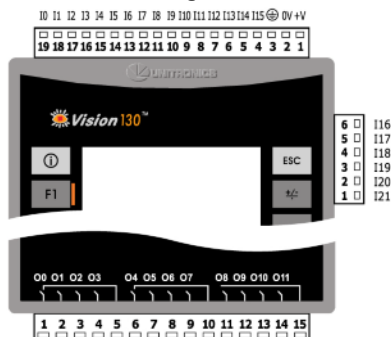 I0 I1 I2 I3 I4 I5 I6 I7 I8 I9 I10 I11 I12 I13 I14 I15 0V +V
19 18 17 16 15 14 13 12 11 10 9 8 7 6 5 4 3 2 1
UNITRONICS
Vision 130™
6 I16
5 I17
4 I18
3 I19
2 I20
1 I21
i ESC
F1 +/-
O0 O1 O2 O3 O4 O5 O6 O7 O8 O9 O10 O11
1 2 3 4 5 6 7 8 9 10 11 12 13 14 15